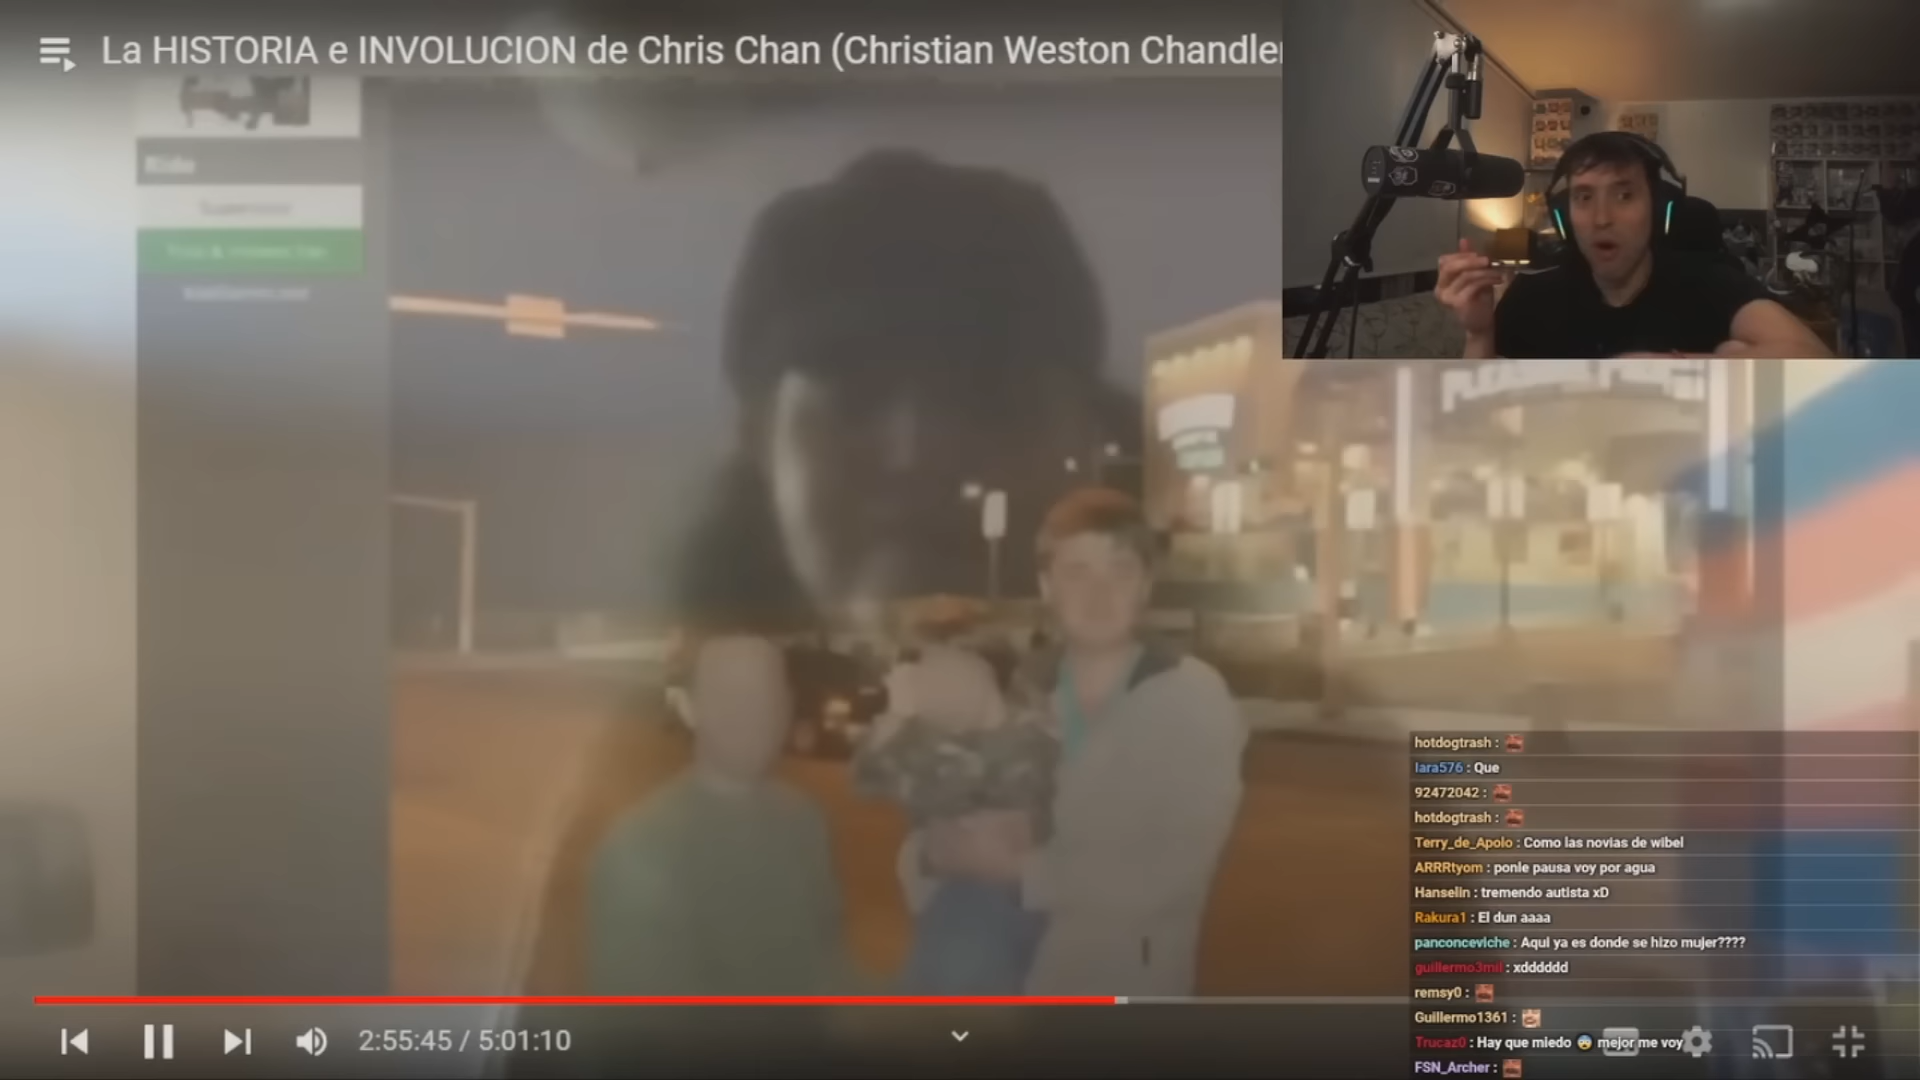 La HISTORIA e INVOLUCION de Chris Chan (Christian Weston Chandler
hotdogtrash :
lara576 : Que
92472042 :
hotdogtrash :
Terry_de_Apolo : Como las novias de wibel
ARRRtyom : ponle pausa voy por agua
Hanselin : tremendo autista xD
Rakura1 : El dun aaaa
panconceviche : Aqui ya es donde se hizo mujer????
guillermo3mil : xdddddd
remsy0 :
Guillermo1361 :
Trucaz0 : Hay que miedo 😨 mejor me voy
FSN_Archer :
2:55:45 / 5:01:10